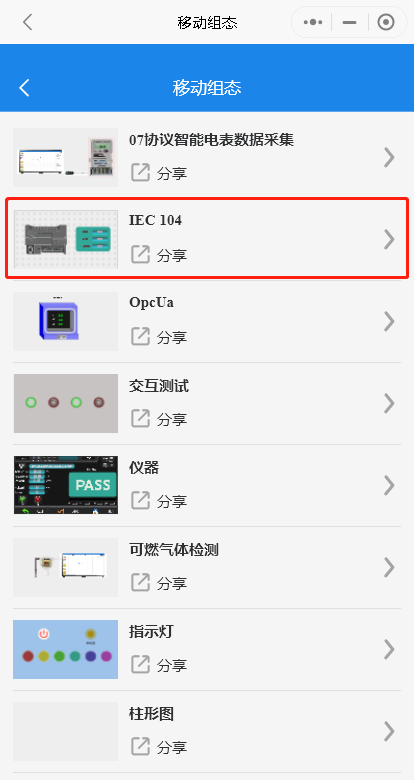 移动组态
移动组态
07协议智能电表数据采集
分享
IEC 104
分享
OpcUa
分享
交互测试
分享
PASS
仪器
分享
可燃气体检测
分享
指示灯
分享
柱形图
分享